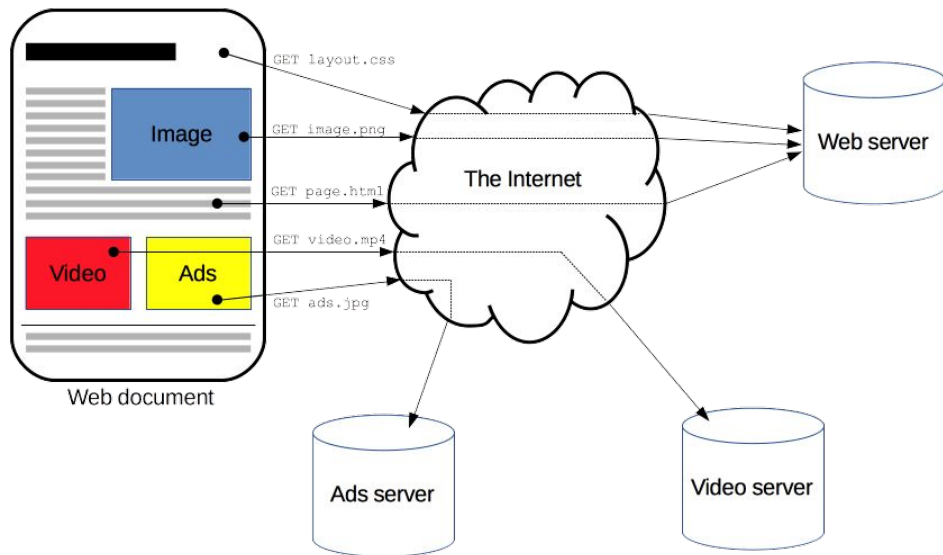 GET layout.css
Image
GET image.png
Web server
The Internet
GET page.html
GET video.mp4
Video
Ads
GET ads.jpg
Web document
Ads server
Video server